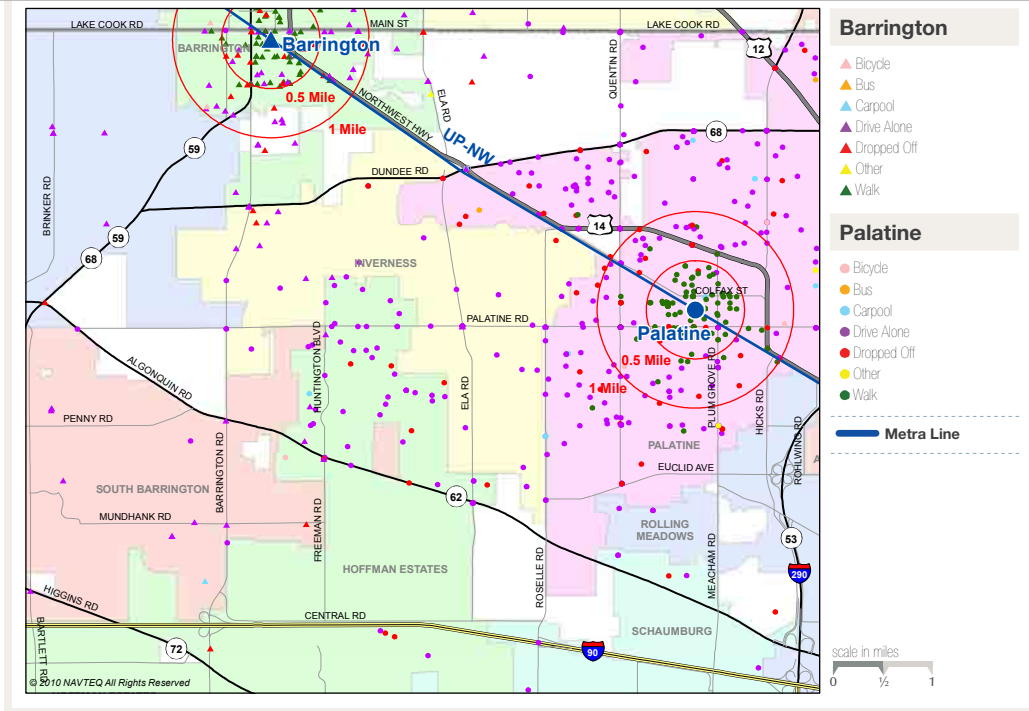 LAKE COOK RD
MAIN ST
LAKE COOK RD
12
BARRINGTON
Barrington
QUENTIN RD
0.5 Mile
1 Mile
NORTHWEST HWY
ELA RD
UP-NW
68
59
DUNDEE RD
BRINKER RD
14
59
68
INVERNESS
COLFAX ST
PALATINE RD
Palatine
HUNTINGTON BLVD
0.5 Mile
1 Mile
PLUM GROVE RD
ALGONQUIN RD
ELA RD
HICKS RD
PENNY RD
BARRINGTON RD
PALATINE
ROHLWING RD
EUCLID AVE
SOUTH BARRINGTON
62
MUNDHANK RD
FREEMAN RD
ROLLING
MEADOWS
53
HOFFMAN ESTATES
ROSELLE RD
MEACHAM RD
290
HIGGINS RD
CENTRAL RD
BARTLETT RD
SCHAUMBURG
72
90
© 2010 NAVTEQ All Rights Reserved
Barrington
Bicycle
Bus
Carpool
Drive Alone
Dropped Off
Other
Walk
Palatine
Bicycle
Bus
Carpool
Drive Alone
Dropped Off
Other
Walk
Metra Line
scale in miles
0 ½ 1